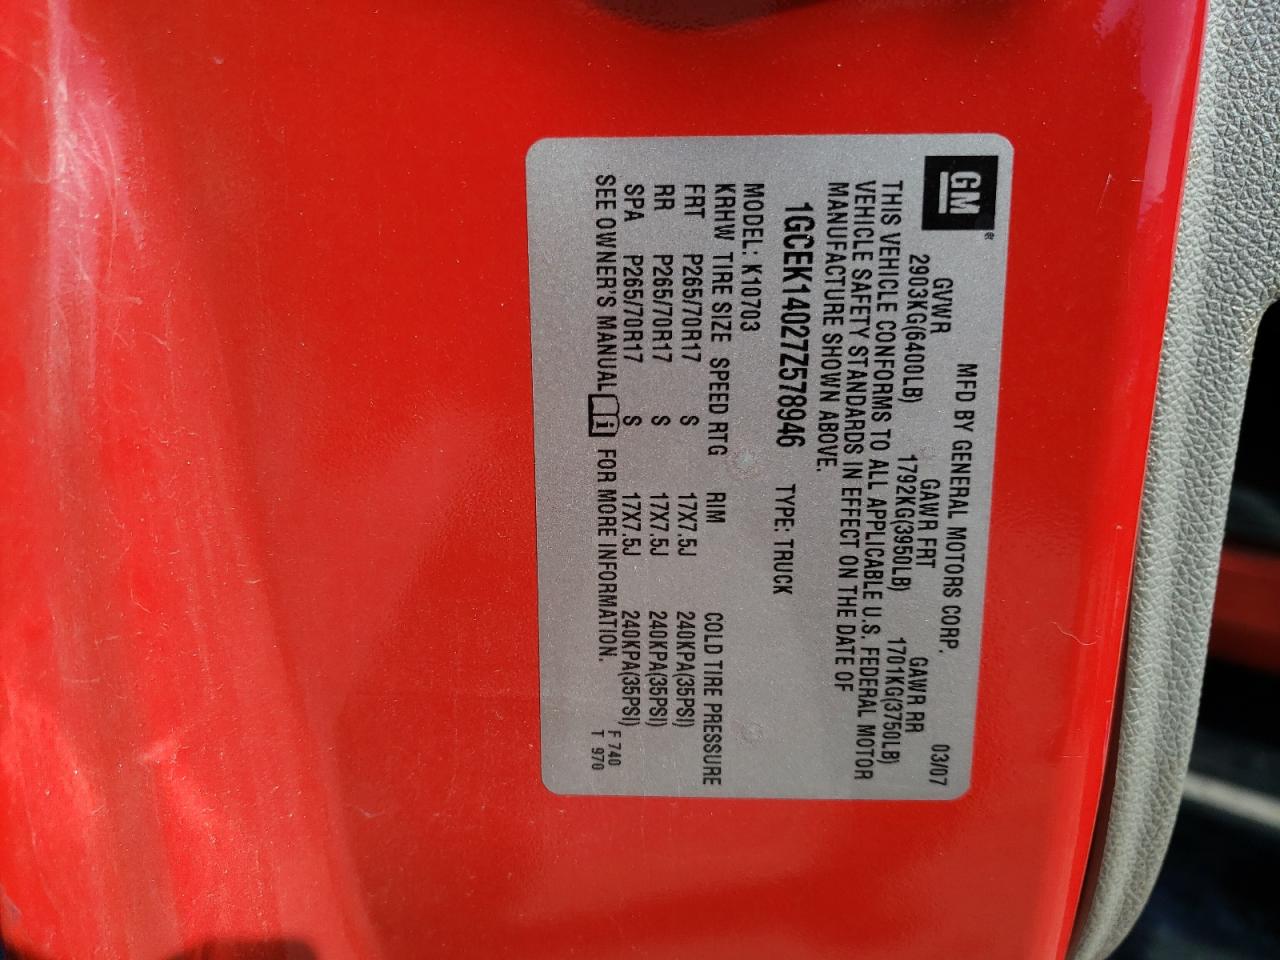 GM®
MFD BY GENERAL MOTORS CORP. 03/07
GVWR GAWR FRT GAWR RR
2903KG(6400LB) 1792KG(3950LB) 1701KG(3750LB)
THIS VEHICLE CONFORMS TO ALL APPLICABLE U.S. FEDERAL MOTOR
VEHICLE SAFETY STANDARDS IN EFFECT ON THE DATE OF
MANUFACTURE SHOWN ABOVE.
1GCEK14027Z578946 TYPE: TRUCK
MODEL: K10703
KRHW TIRE SIZE SPEED RTG RIM COLD TIRE PRESSURE
FRT P265/70R17 S 17X7.5J 240KPA(35PSI)
RR P265/70R17 S 17X7.5J 240KPA(35PSI)
SPA P265/70R17 S 17X7.5J 240KPA(35PSI) F 740
SEE OWNER'S MANUAL i FOR MORE INFORMATION. T 970